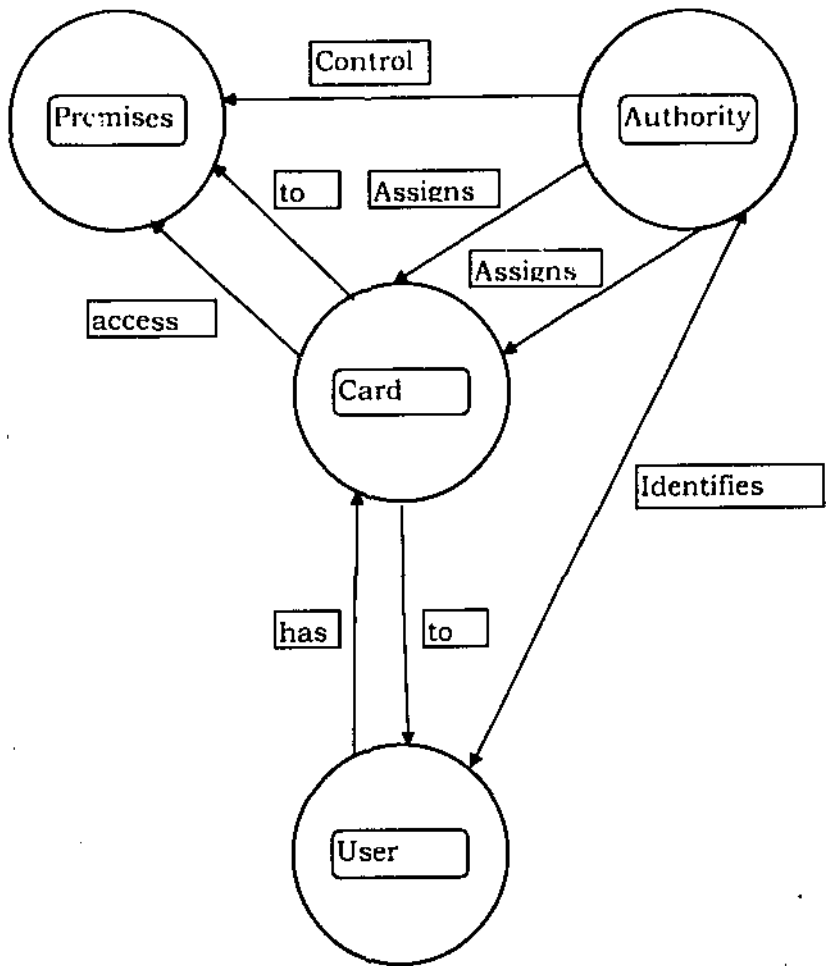 Control
Premises
Authority
to
Assigns
Assigns
access
Card
Identifies
has
to
User